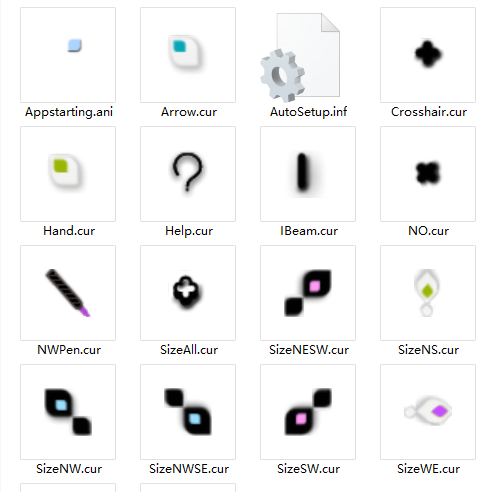 Appstarting.ani
Arrow.cur
AutoSetup.inf
Crosshair.cur
Hand.cur
Help.cur
IBeam.cur
NO.cur
NWPen.cur
SizeAll.cur
SizeNESW.cur
SizeNS.cur
SizeNW.cur
SizeNWSE.cur
SizeSW.cur
SizeWE.cur